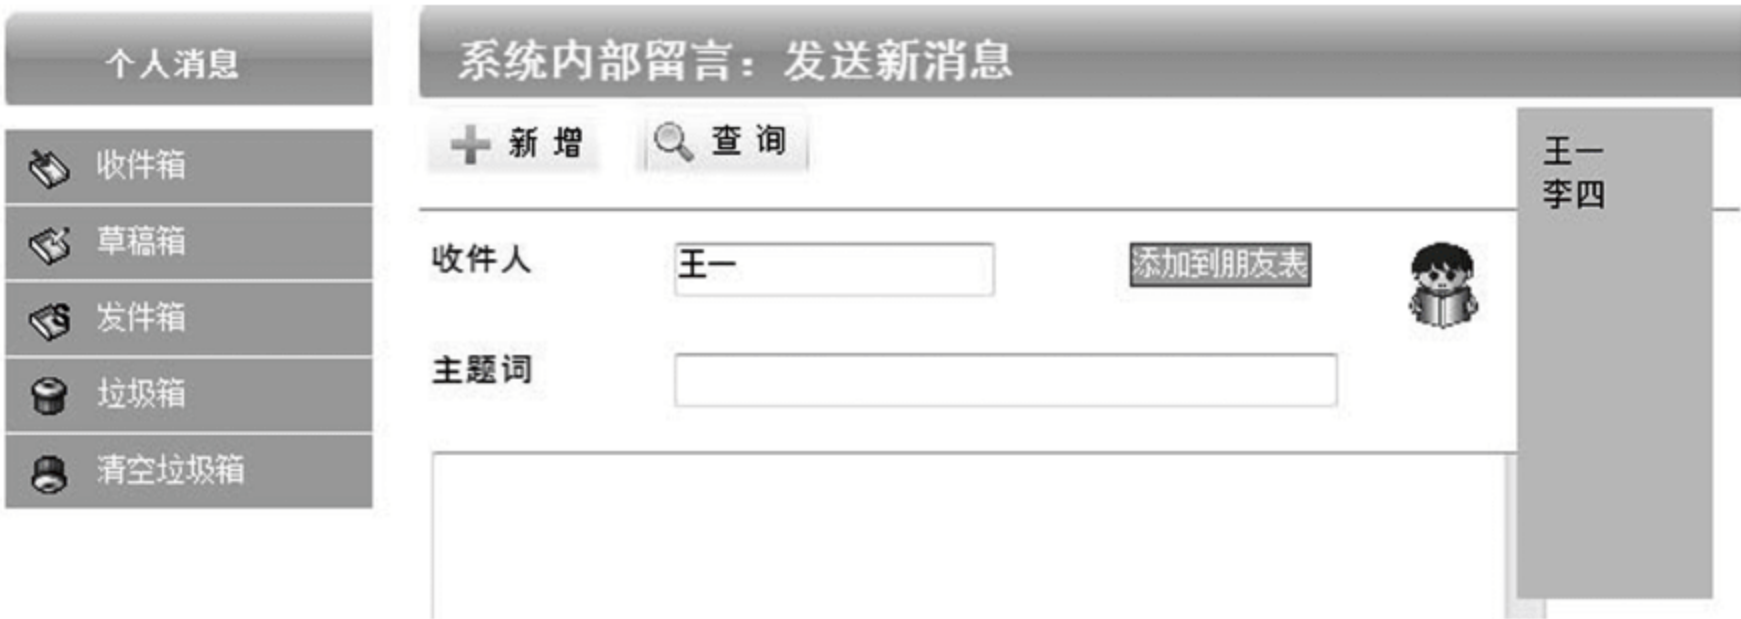 个人消息
收件箱
草稿箱
发件箱
垃圾箱
清空垃圾箱
系统内部留言：发送新消息
新增
查询
收件人
王一
添加到朋友表
主题词
王一
李四